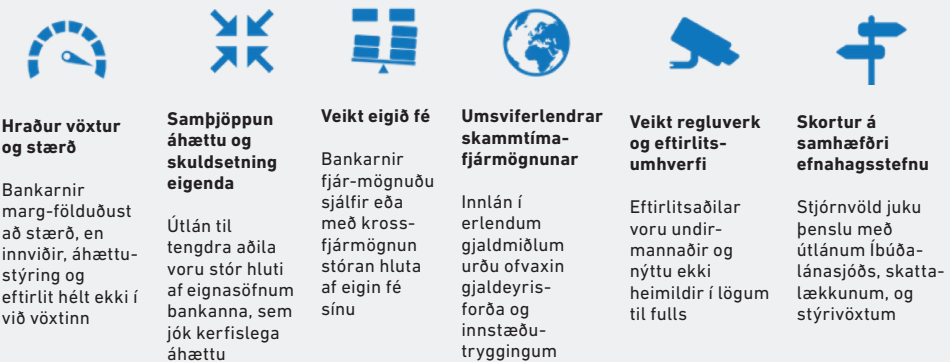 Hraður vöxtur
og stærð
Bankarnir
marg-földuðust
að stærð, en
innviðir, áhættu-
stýring og
eftirlit hélt ekki í
við vöxtinn
Samþjöppun
áhættu og
skuldsetning
eigenda
Útlán til
tengdra aðila
voru stór hluti
af eignasöfnum
bankanna, sem
jók kerfislega
áhættu
Veikt eigið fé
Bankarnir
fjár-mögnuðu
sjálfir eða
með kross-
fjármögnun
stóran hluta
af eigin fé
sínu
Umsviferlendrar
skammtíma-
fjármögnunar
Innlán í
erlendum
gjaldmiðlum
urðu ofvaxin
gjaldeyris-
forða og
innstæðu-
tryggingum
Veikt regluverk
og eftirlits-
umhverfi
Eftirlitsaðilar
voru undir-
mannaðir og
nýttu ekki
heimildir í lögum
til fulls
Skortur á
samhæfðri
efnahagsstefnu
Stjórnvöld juku
þenslu með
útlánum Íbúða-
lánasjóðs, skatta-
lækkunum, og
stýrivöxtum